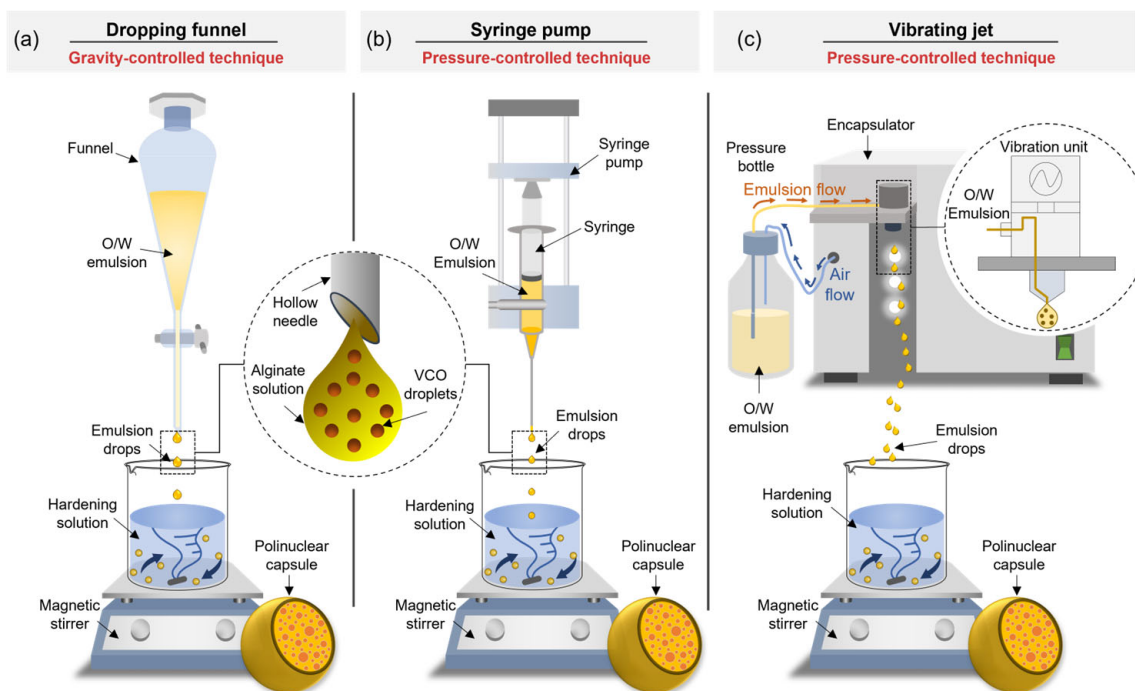 (a)
Dropping funnel
Gravity-controlled technique
(b)
Syringe pump
Pressure-controlled technique
(c)
Vibrating jet
Pressure-controlled technique
Funnel
O/W
emulsion
Emulsion
drops
Hardening
solution
Magnetic
stirrer
Polinuclear
capsule
Hollow
needle
Alginate
solution
VCO
droplets
Syringe
pump
Syringe
O/W
Emulsion
Emulsion
drops
Hardening
solution
Magnetic
stirrer
Polinuclear
capsule
Encapsulator
Pressure
bottle
Emulsion flow
Air
flow
O/W
emulsion
Vibration unit
O/W
Emulsion
Emulsion
drops
Hardening
solution
Magnetic
stirrer
Polinuclear
capsule